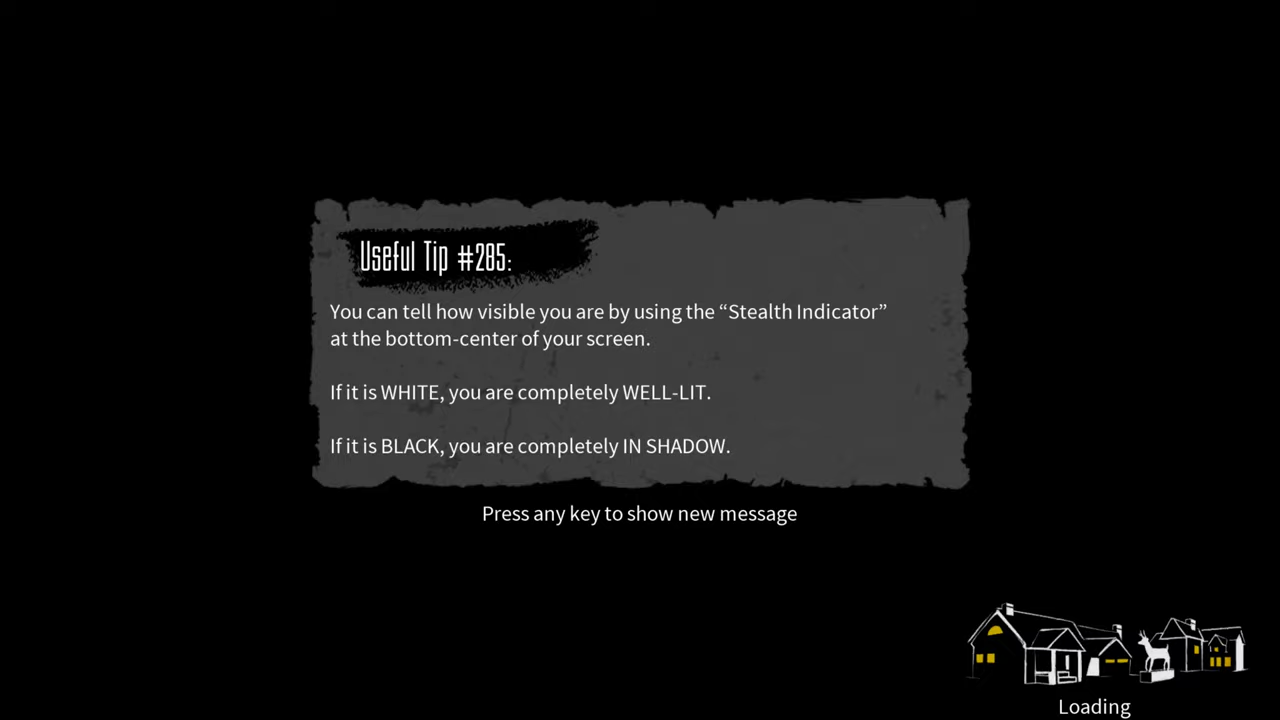 Useful Tip #285:
You can tell how visible you are by using the “Stealth Indicator”
at the bottom-center of your screen.
If it is WHITE, you are completely WELL-LIT.
If it is BLACK, you are completely IN SHADOW.
Press any key to show new message
Loading